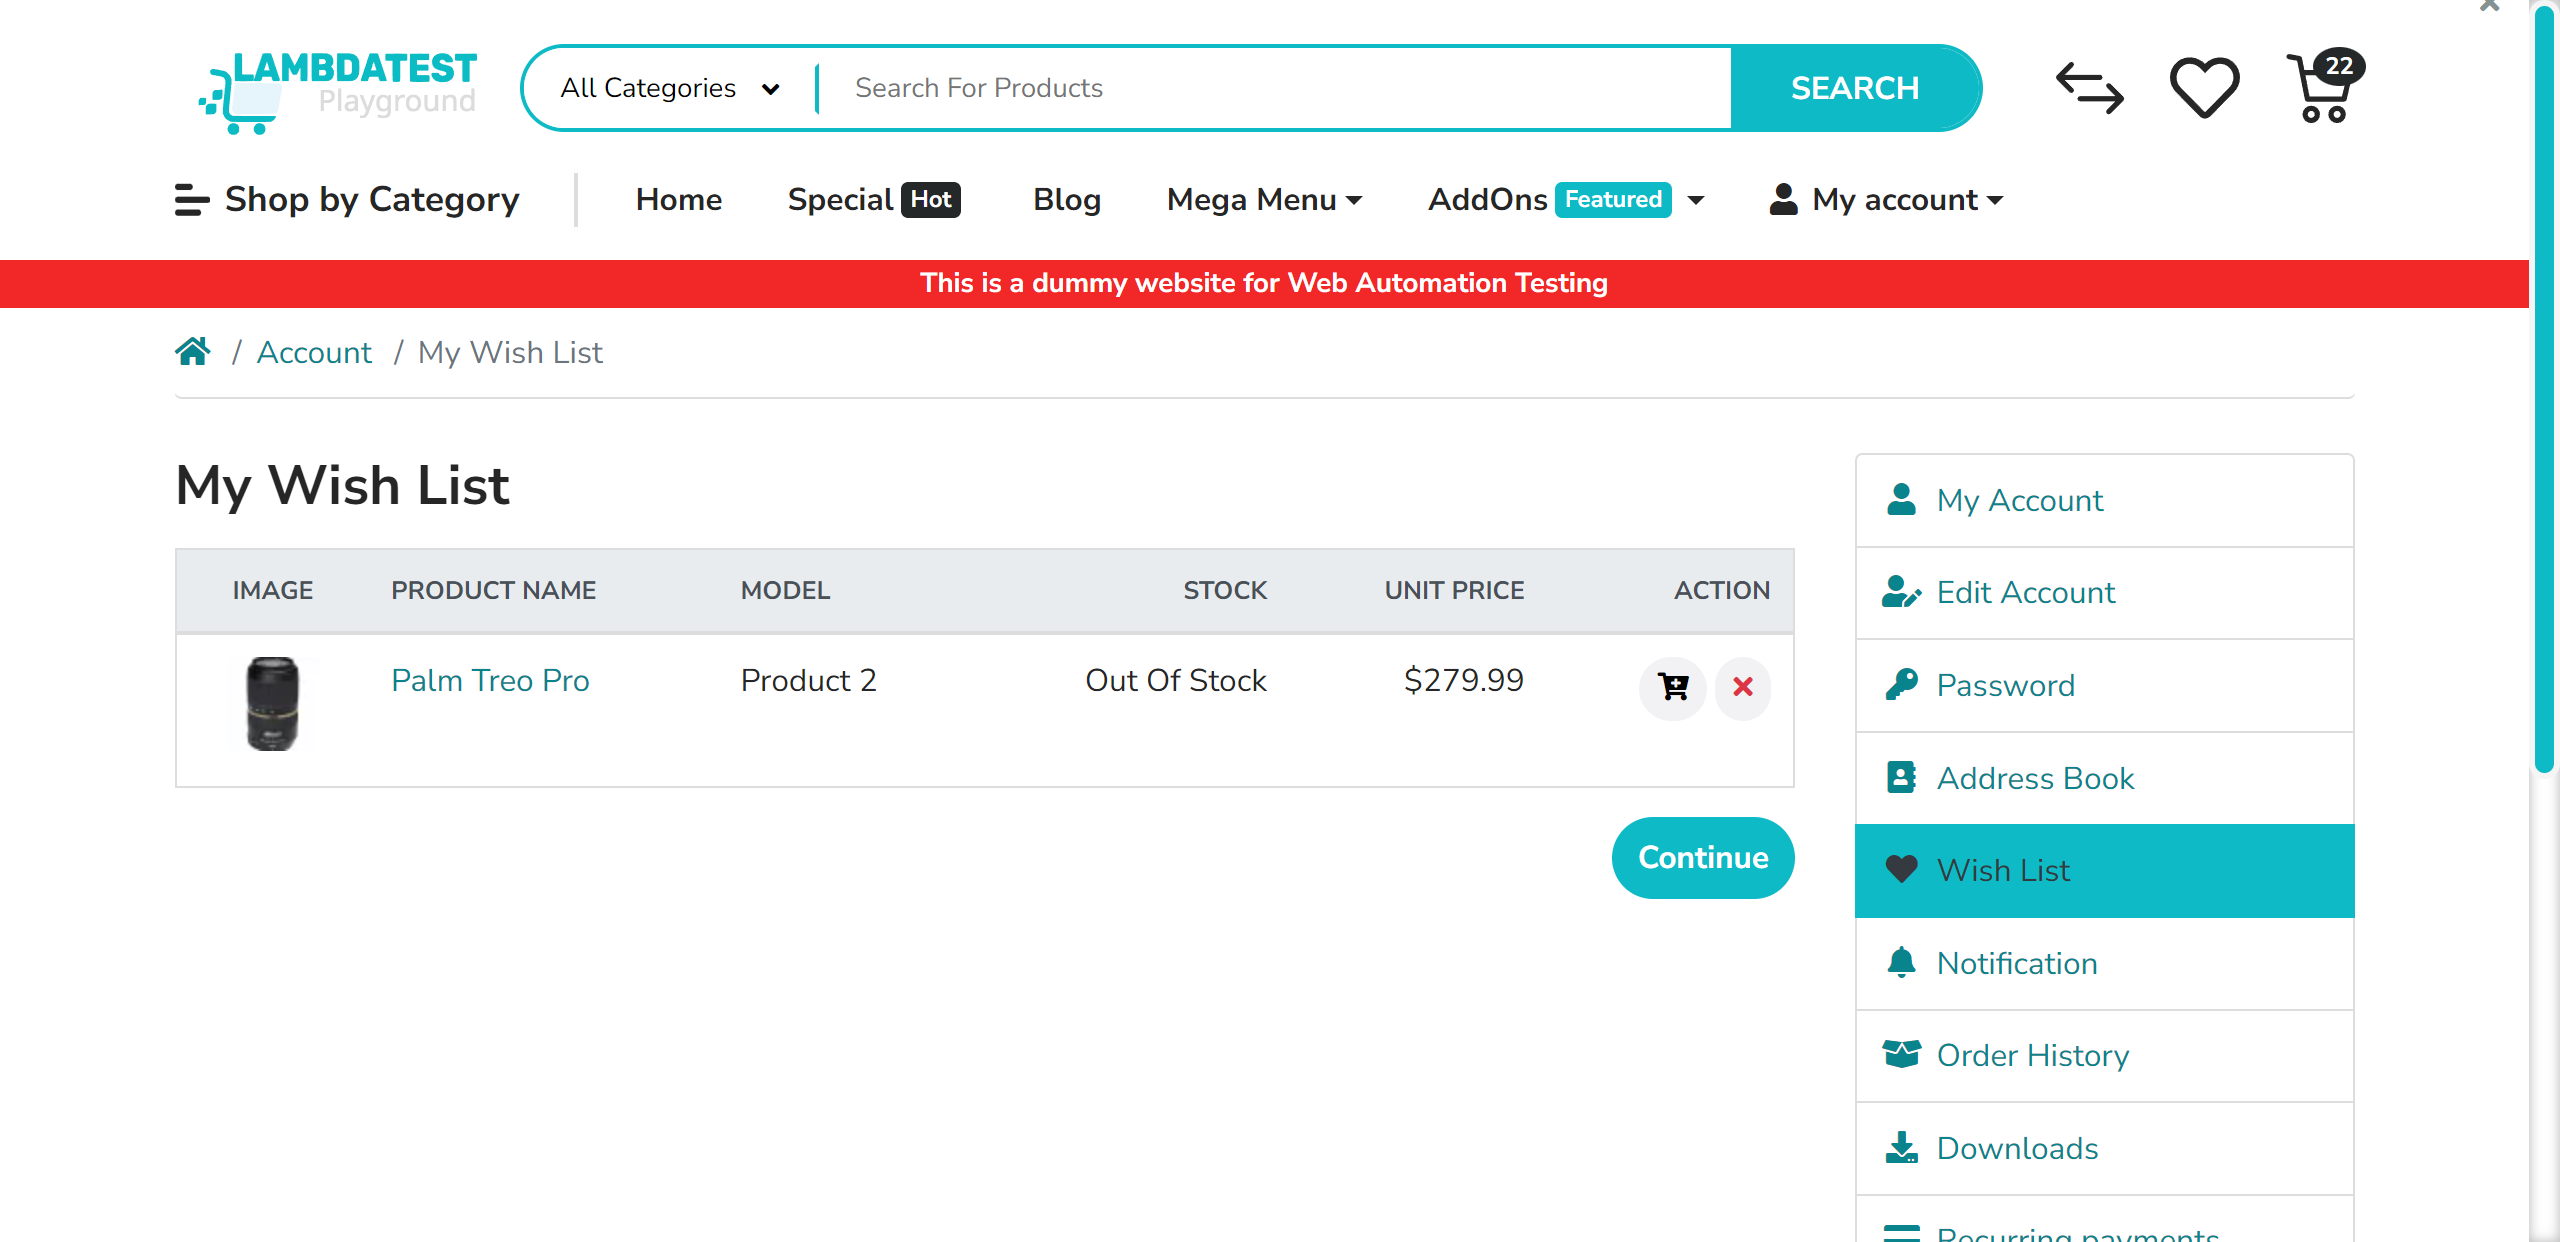 LAMBDATEST
Playground
All Categories
Search For Products
SEARCH
22
Shop by Category
Home
Special Hot
Blog
Mega Menu
AddOns Featured
My account
This is a dummy website for Web Automation Testing
/ Account / My Wish List
My Wish List
IMAGE PRODUCT NAME MODEL STOCK UNIT PRICE ACTION
Palm Treo Pro Product 2 Out Of Stock $279.99
Continue
My Account
Edit Account
Password
Address Book
Wish List
Notification
Order History
Downloads
Recurring payments